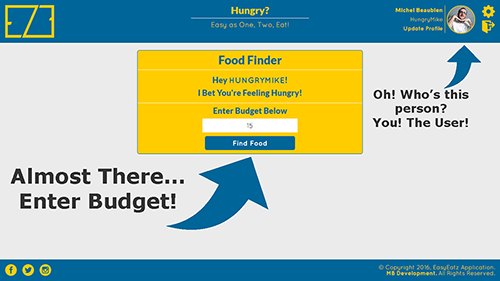 Hungry?
Easy as One, Two, Eat!
Michel Beaublen
HungryMike
Update Profile
Food Finder
Hey HUNGRYMIKE!
I Bet You're Feeling Hungry!
Enter Budget Below
15
Find Food
Oh! Who's this
person?
You! The User!
Almost There...
Enter Budget!
© Copyright 2016, EasyEatz Application.
MB Development, All Rights Reserved.